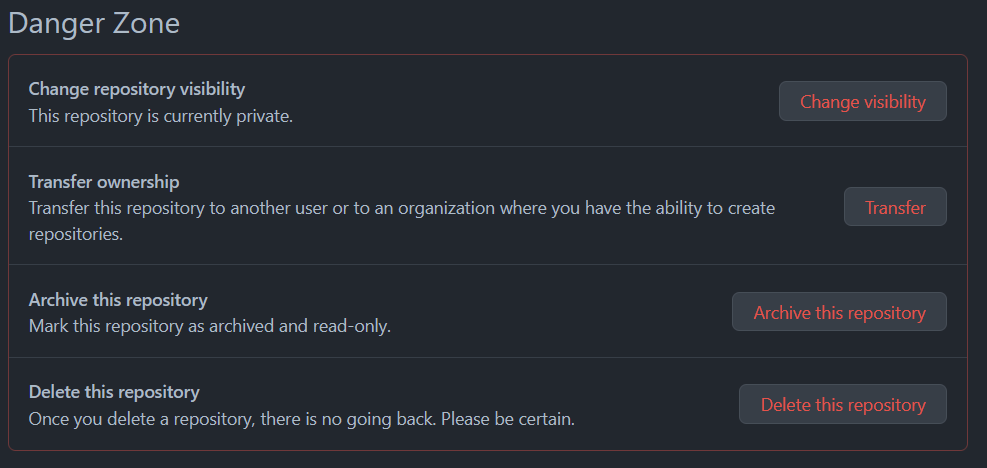 Danger Zone
Change repository visibility
This repository is currently private.
Change visibility
Transfer ownership
Transfer this repository to another user or to an organization where you have the ability to create
repositories.
Transfer
Archive this repository
Mark this repository as archived and read-only.
Archive this repository
Delete this repository
Once you delete a repository, there is no going back. Please be certain.
Delete this repository